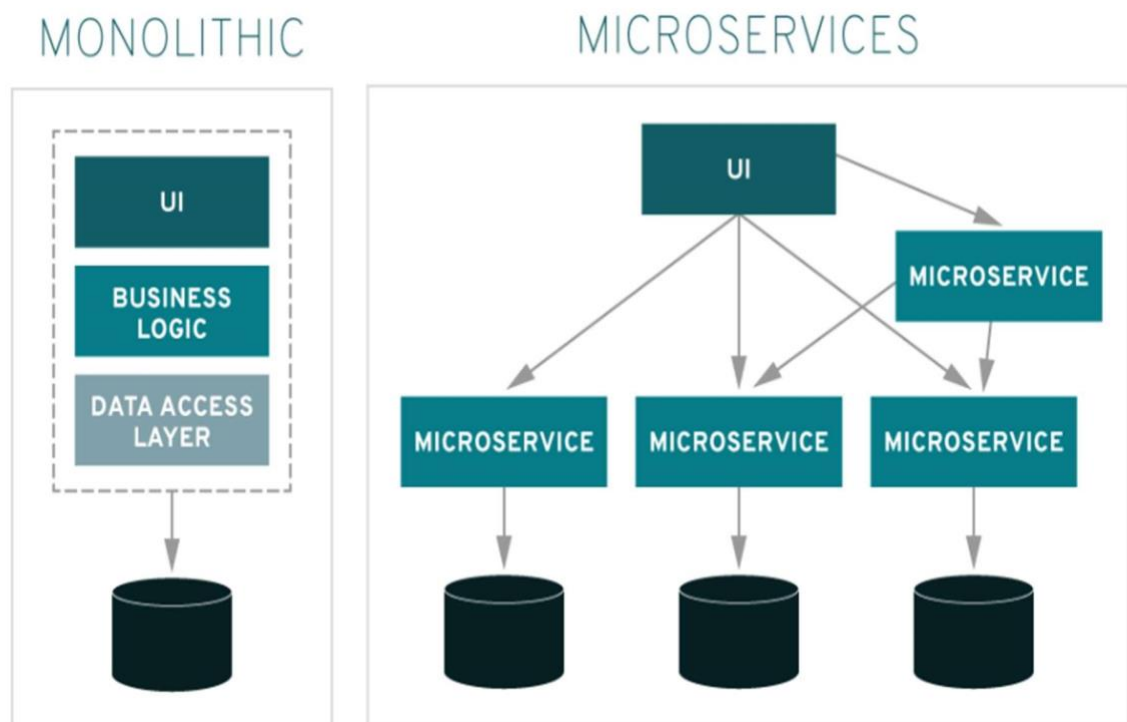 MONOLITHIC
UI
BUSINESS
LOGIC
DATA ACCESS
LAYER
MICROSERVICES
UI
MICROSERVICE
MICROSERVICE
MICROSERVICE
MICROSERVICE